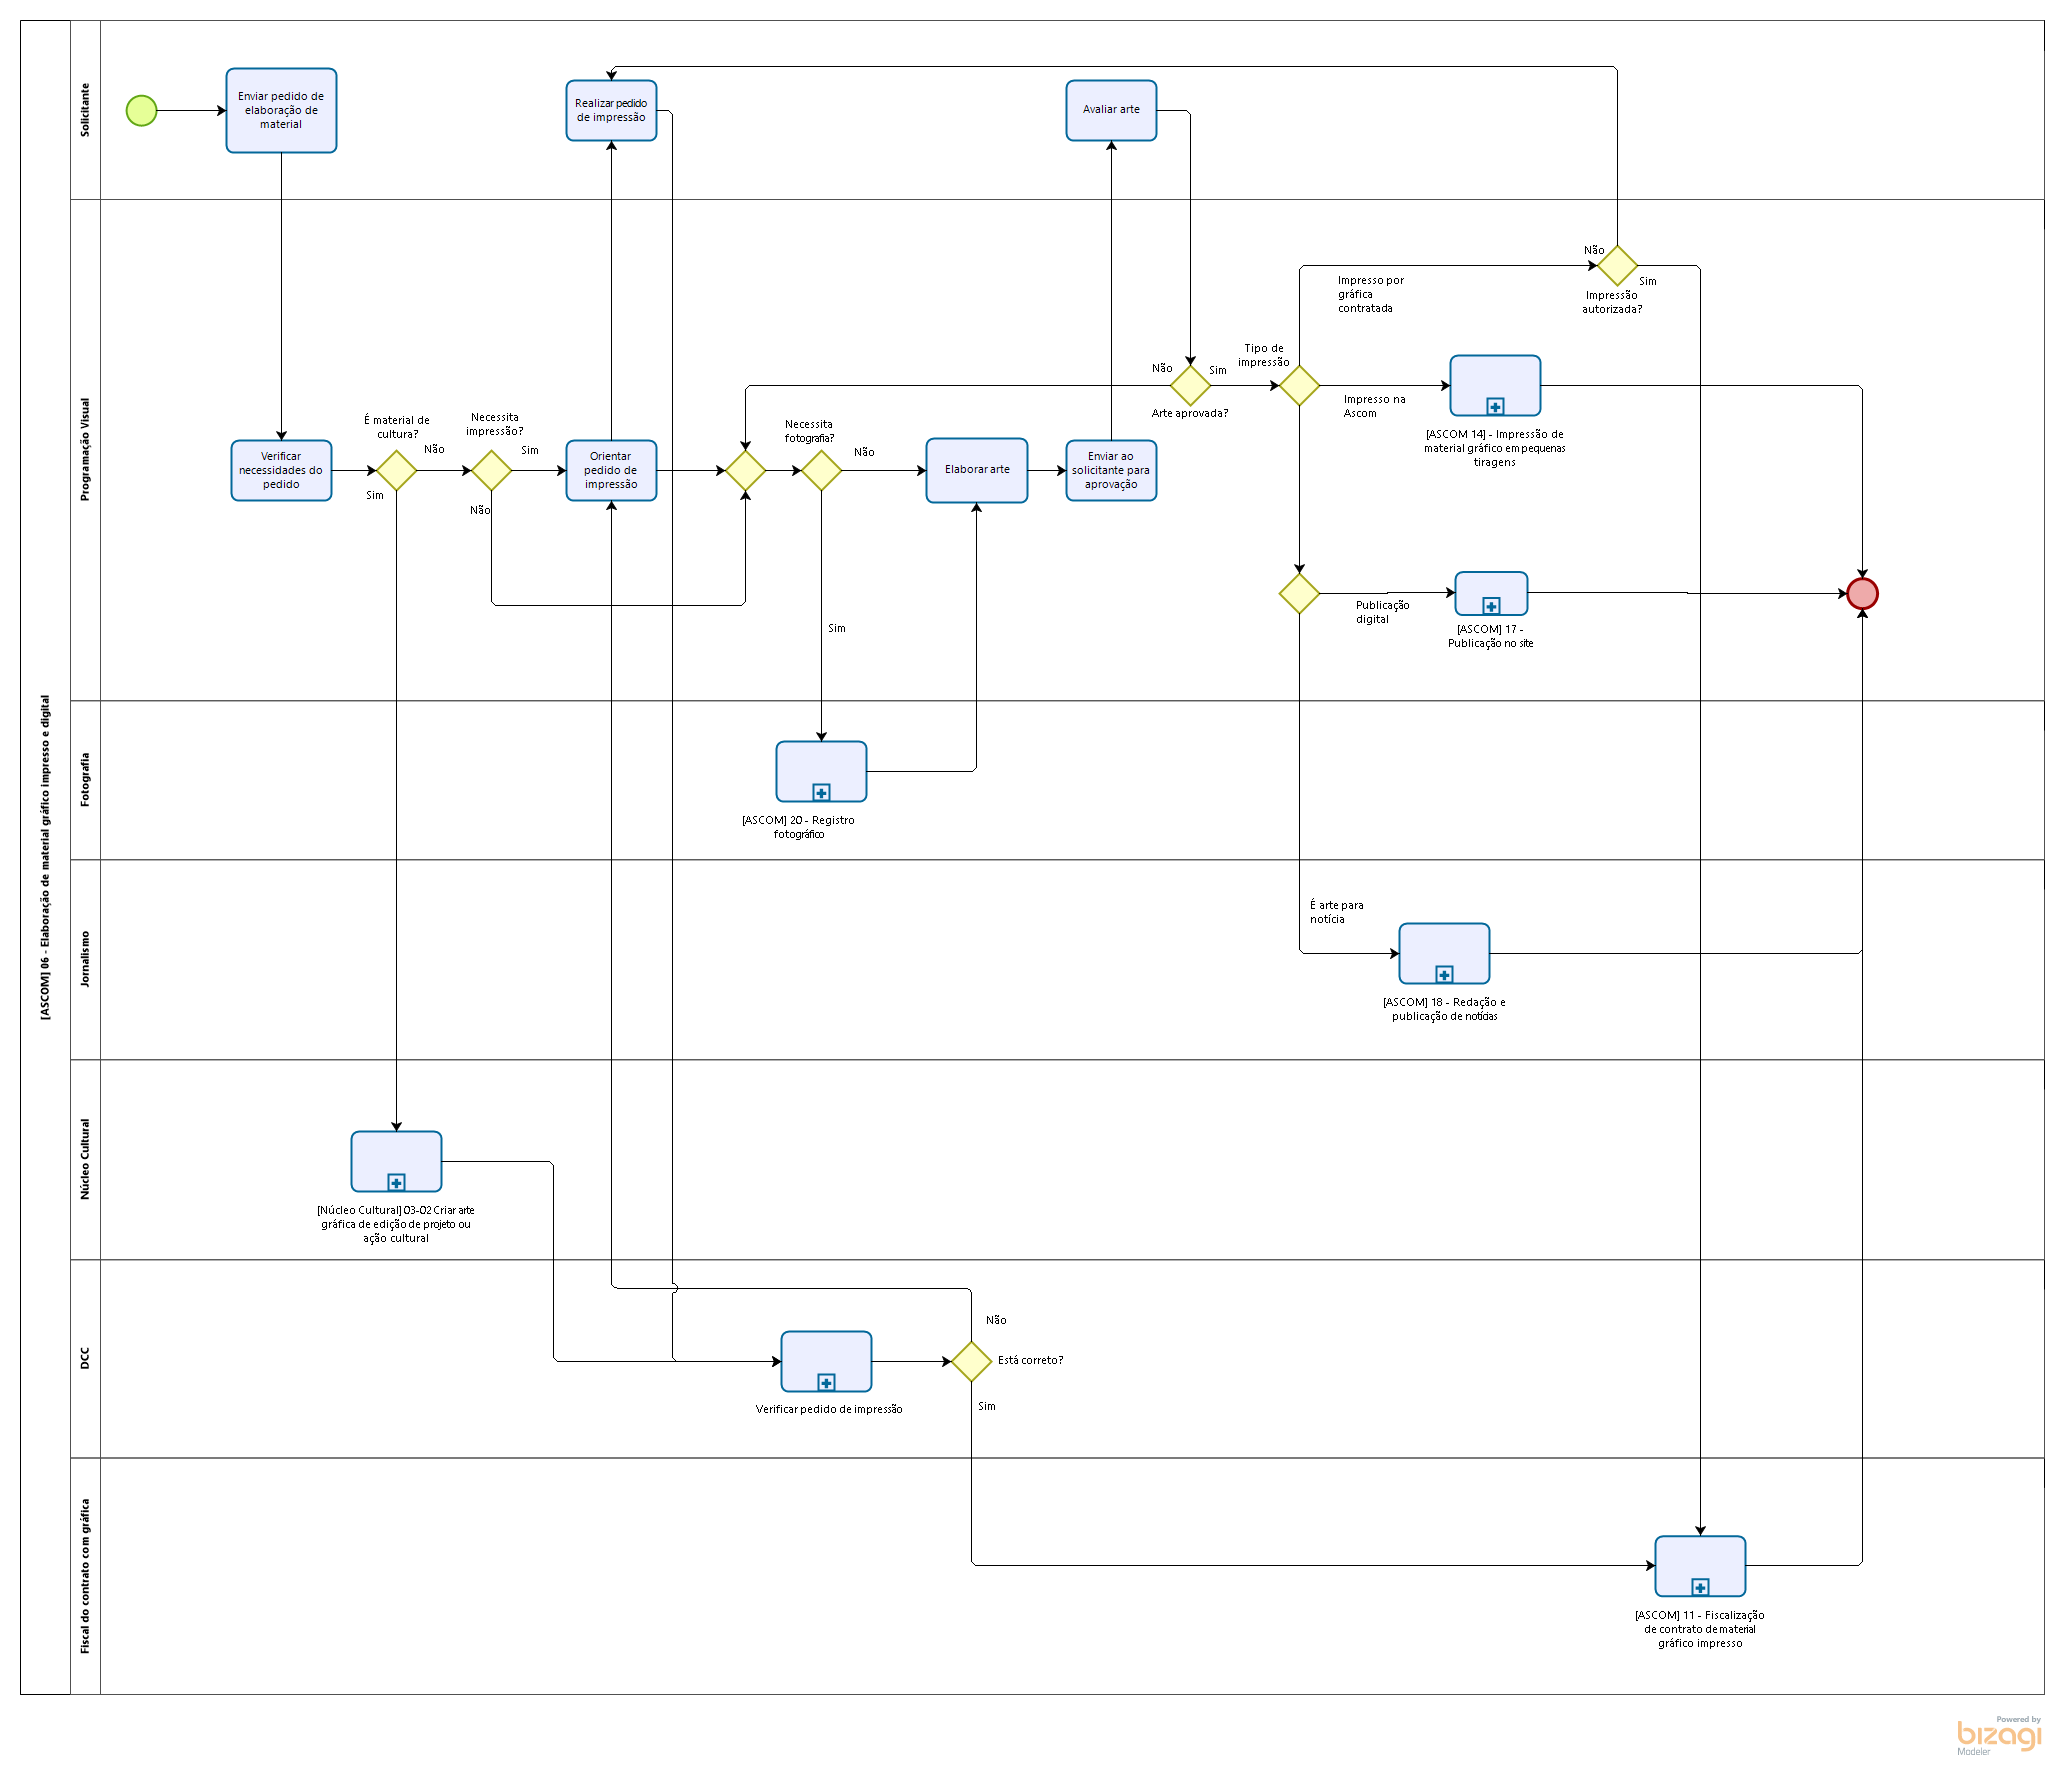 [ASCOM] 06 - Elaboração de material gráfico impresso e digital
Solicitante
Enviar pedido de
elaboração de
material
Realizar pedido
de impressão
Avaliar arte
Programação Visual
Verificar
necessidades do
pedido
É material de
cultura?
Não
Sim
Necessita
impressão?
Sim
Não
Orientar
pedido de
impressão
Necessita
fotografia?
Não
Sim
Elaborar arte
Enviar ao
solicitante para
aprovação
Não
Sim
Arte aprovada?
Tipo de
impressão
Impresso por
gráfica
contratada
Não
Sim
Impressão
autorizada?
Impresso na
Ascom
[ASCOM 14] - Impressão de
material gráfico em pequenas
tiragens
Publicação
digital
[ASCOM] 17 -
Publicação no site
Fotografia
[ASCOM] 20 - Registro
fotográfico
Jornalismo
É arte para
notícia
[ASCOM] 18 - Redação e
publicação de notícias
Núcleo Cultural
[Núcleo Cultural] 03-02 Criar arte
gráfica de edição de projeto ou
ação cultural
DCC
Verificar pedido de impressão
Não
Está correto?
Sim
Fiscal do contrato com gráfica
[ASCOM] 11 - Fiscalização
de contrato de material
gráfico impresso
Powered by
bizagi
Modeler